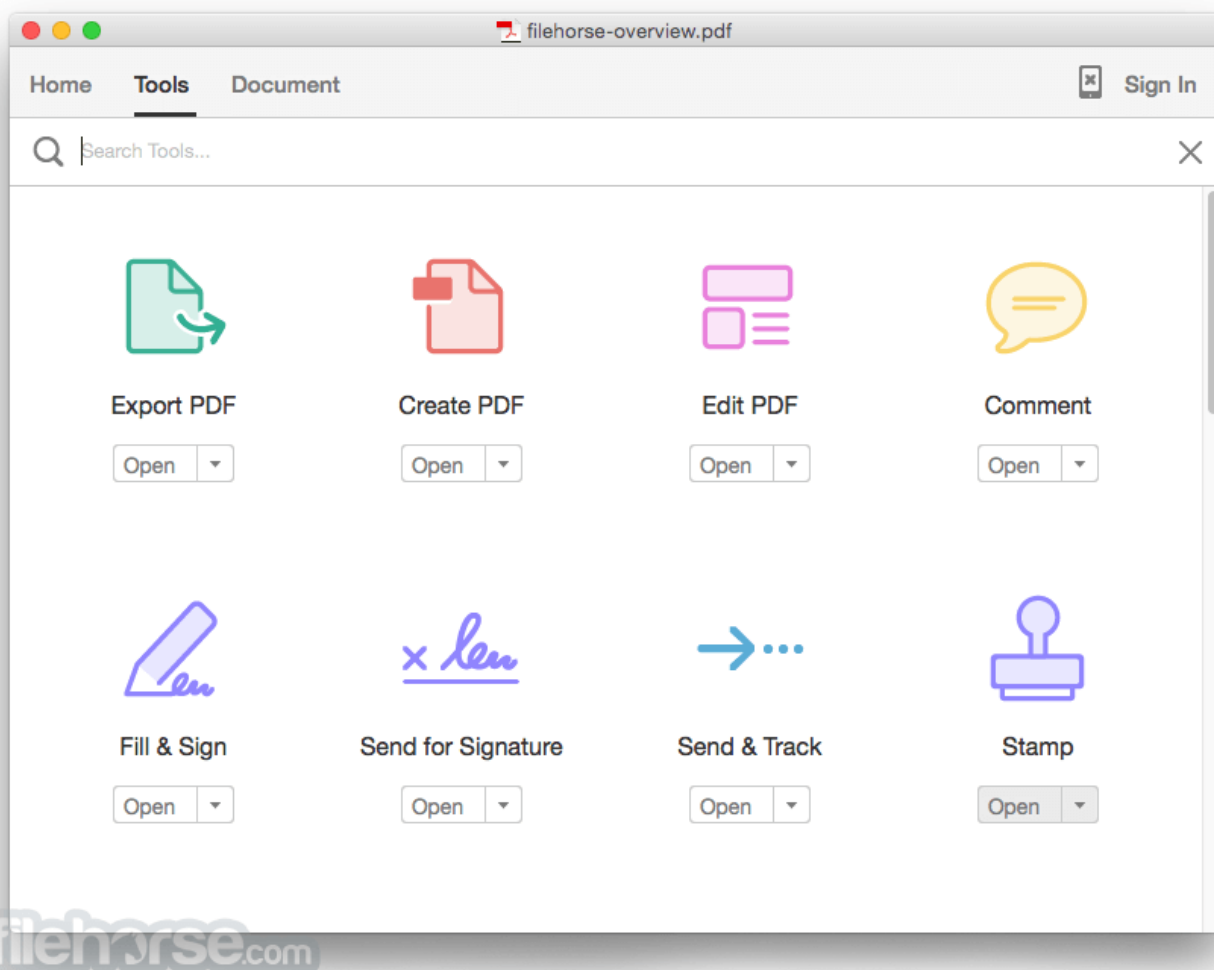 filehorse-overview.pdf
Home Tools Document Sign In
Search Tools...
Export PDF Create PDF Edit PDF Comment
Open Open Open Open
Fill & Sign Send for Signature Send & Track Stamp
Open Open Open Open
filehorse.com